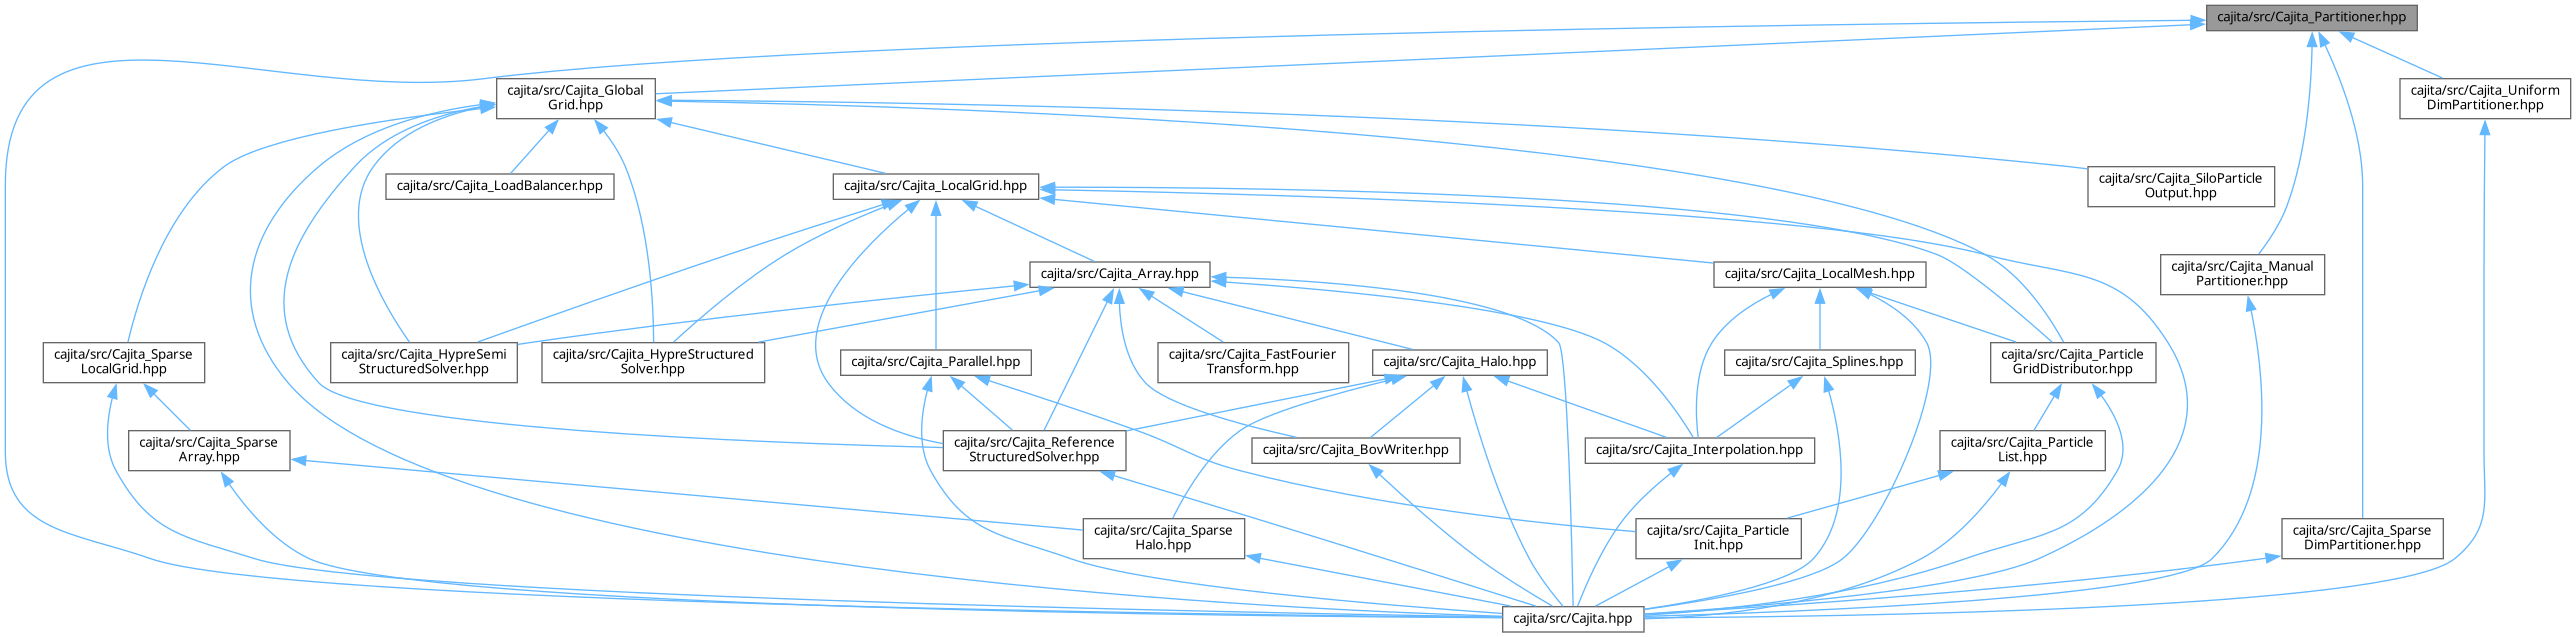 cajita/src/Cajita_Partitioner.hpp
cajita/src/Cajita_Global
Grid.hpp
cajita/src/Cajita_Uniform
DimPartitioner.hpp
cajita/src/Cajita_LoadBalancer.hpp
cajita/src/Cajita_LocalGrid.hpp
cajita/src/Cajita_SiloParticle
Output.hpp
cajita/src/Cajita_Array.hpp
cajita/src/Cajita_LocalMesh.hpp
cajita/src/Cajita_Manual
Partitioner.hpp
cajita/src/Cajita_Sparse
LocalGrid.hpp
cajita/src/Cajita_HypreSemi
StructuredSolver.hpp
cajita/src/Cajita_HypreStructured
Solver.hpp
cajita/src/Cajita_Parallel.hpp
cajita/src/Cajita_FastFourier
Transform.hpp
cajita/src/Cajita_Halo.hpp
cajita/src/Cajita_Splines.hpp
cajita/src/Cajita_Particle
GridDistributor.hpp
cajita/src/Cajita_Sparse
Array.hpp
cajita/src/Cajita_Reference
StructuredSolver.hpp
cajita/src/Cajita_BovWriter.hpp
cajita/src/Cajita_Interpolation.hpp
cajita/src/Cajita_Particle
List.hpp
cajita/src/Cajita_Sparse
Halo.hpp
cajita/src/Cajita_Particle
Init.hpp
cajita/src/Cajita_Sparse
DimPartitioner.hpp
cajita/src/Cajita.hpp